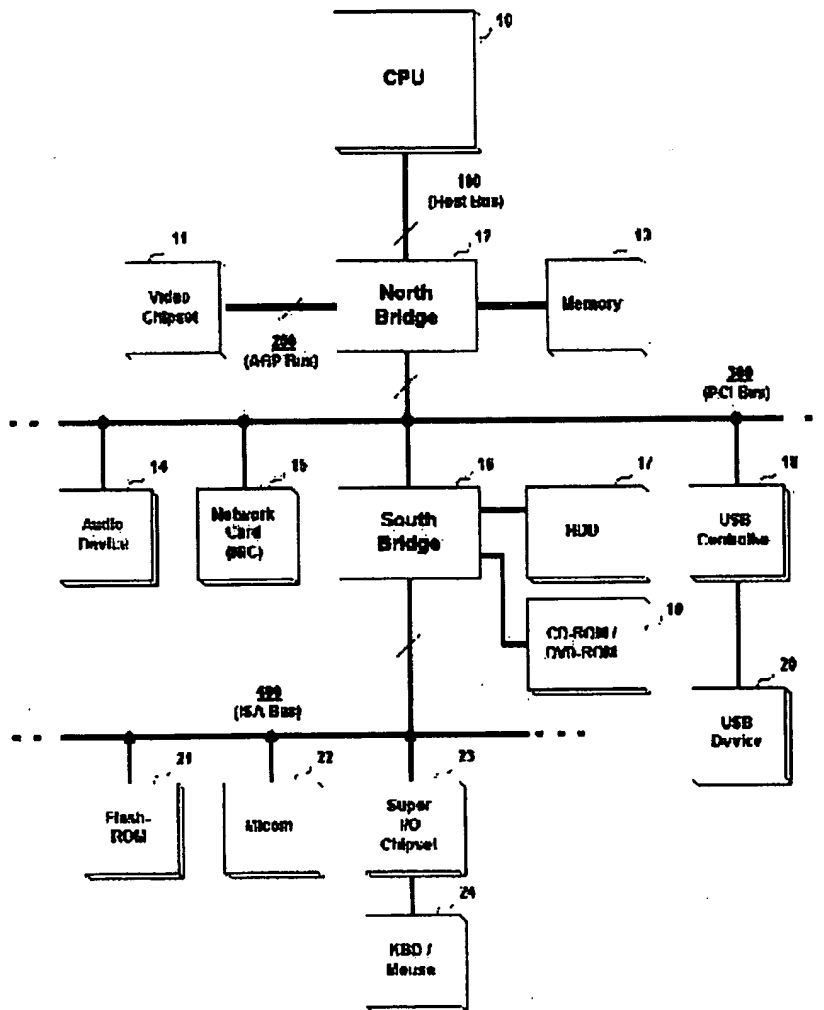 10
CPU
100
(Host Bus)
11
12
13
Video
Chipset
North
Bridge
Memory
200
(AGP Bus)
300
(PCI Bus)
14
15
16
17
18
Audio
Device
Network
Card
(NIC)
South
Bridge
HDD
USB
Controller
19
CD-ROM /
DVD-ROM
20
400
(ISA Bus)
USB
Device
21
22
23
Flash-
ROM
Micom
Super
I/O
Chipset
24
KBD /
Mouse